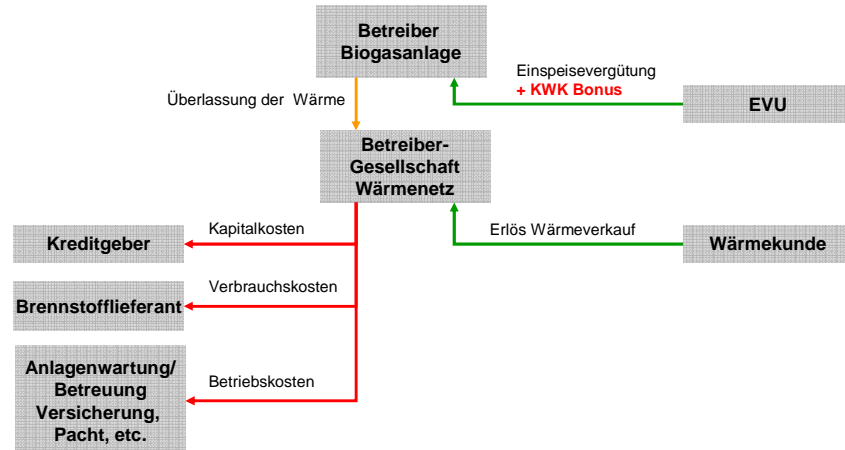 Betreiber
Biogasanlage
Einspeisevergütung
+ KWK Bonus
EVU
Überlassung der Wärme
Betreiber-
Gesellschaft
Wärmenetz
Kapitalkosten
Kreditgeber
Erlös Wärmeverkauf
Wärmekunde
Verbrauchskosten
Brennstofflieferant
Anlagenwartung/
Betreuung
Versicherung,
Pacht, etc.
Betriebskosten